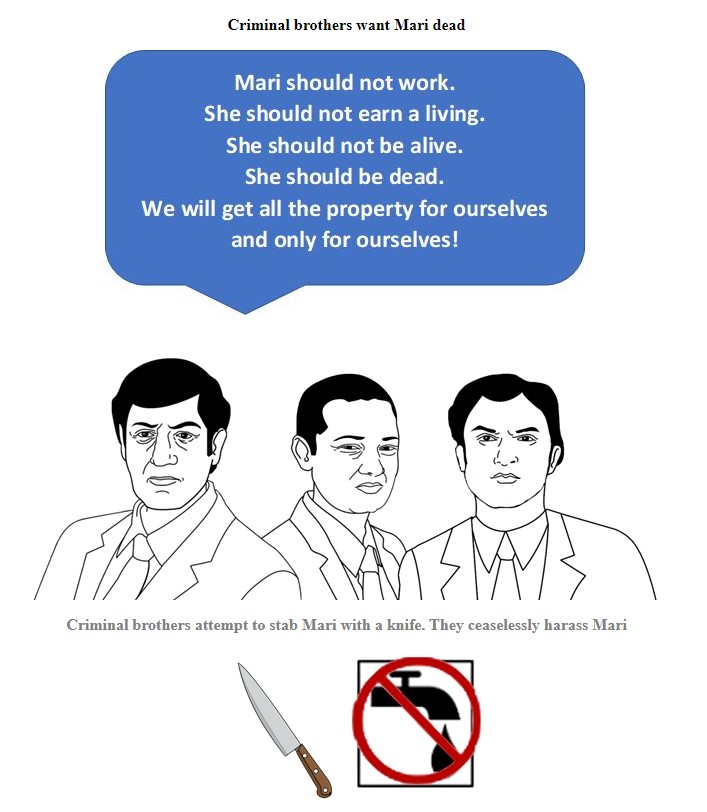 Criminal brothers want Mari dead
Mari should not work.
She should not earn a living.
She should not be alive.
She should be dead.
We will get all the property for ourselves
and only for ourselves!
Criminal brothers attempt to stab Mari with a knife. They ceaselessly harass Mari